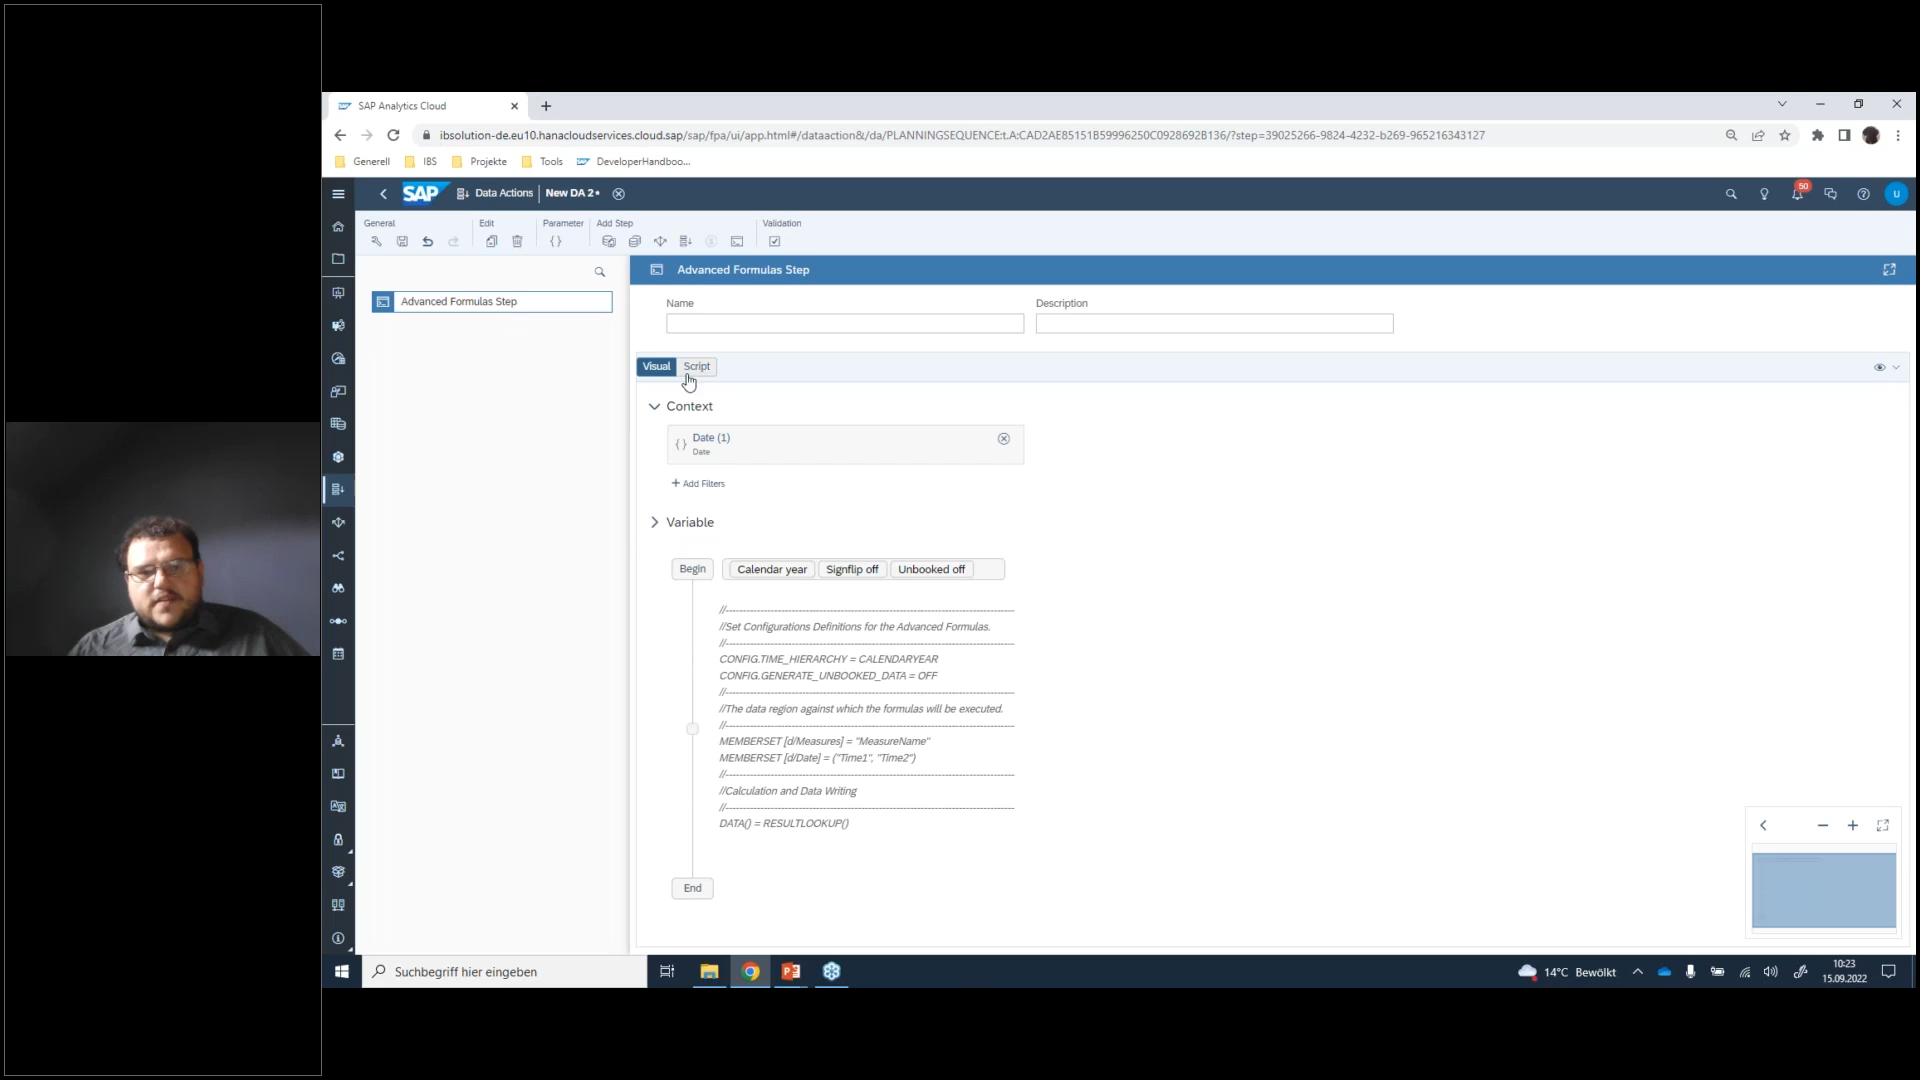 SAP Analytics Cloud
ibsolution-de.eu10.hanacloudservices.cloud.sap/sap/fpa/ui/app.html#/dataaction&/da/PLANNINGSEQUENCE:t.A:CAD2AE85151B59996250C0928692B136/?step=39025266-9824-4232-b269-965216343127
Generell IBS Projekte Tools DeveloperHandboo...
SAP Data Actions New DA 2* 50 U
General Edit Parameter Add Step Validation
Advanced Formulas Step
Advanced Formulas Step
Name Description
Visual Script
Context
Date (1)
Date
+ Add Filters
Variable
Begin Calendar year Signflip off Unbooked off
//------------------------------------------------------------------------------------
//Set Configurations Definitions for the Advanced Formulas.
//------------------------------------------------------------------------------------
CONFIG.TIME_HIERARCHY = CALENDARYEAR
CONFIG.GENERATE_UNBOOKED_DATA = OFF
//------------------------------------------------------------------------------------
//The data region against which the formulas will be executed.
//------------------------------------------------------------------------------------
MEMBERSET [d/Measures] = "MeasureName"
MEMBERSET [d/Date] = ("Time1", "Time2")
//------------------------------------------------------------------------------------
//Calculation and Data Writing
//------------------------------------------------------------------------------------
DATA() = RESULTLOOKUP()
End
Suchbegriff hier eingeben
14°C Bewölkt
10:23
15.09.2022